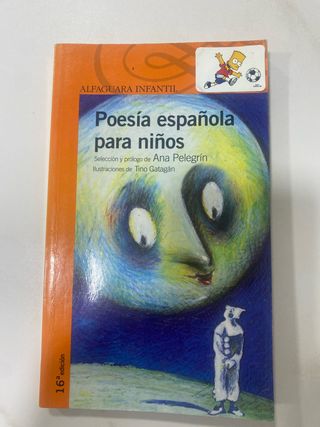 ALFAGUARA INFANTIL
Poesía española
para niños
Selección y prólogo de Ana Pelegrín
Ilustraciones de Tino Gatagán
16ª edición